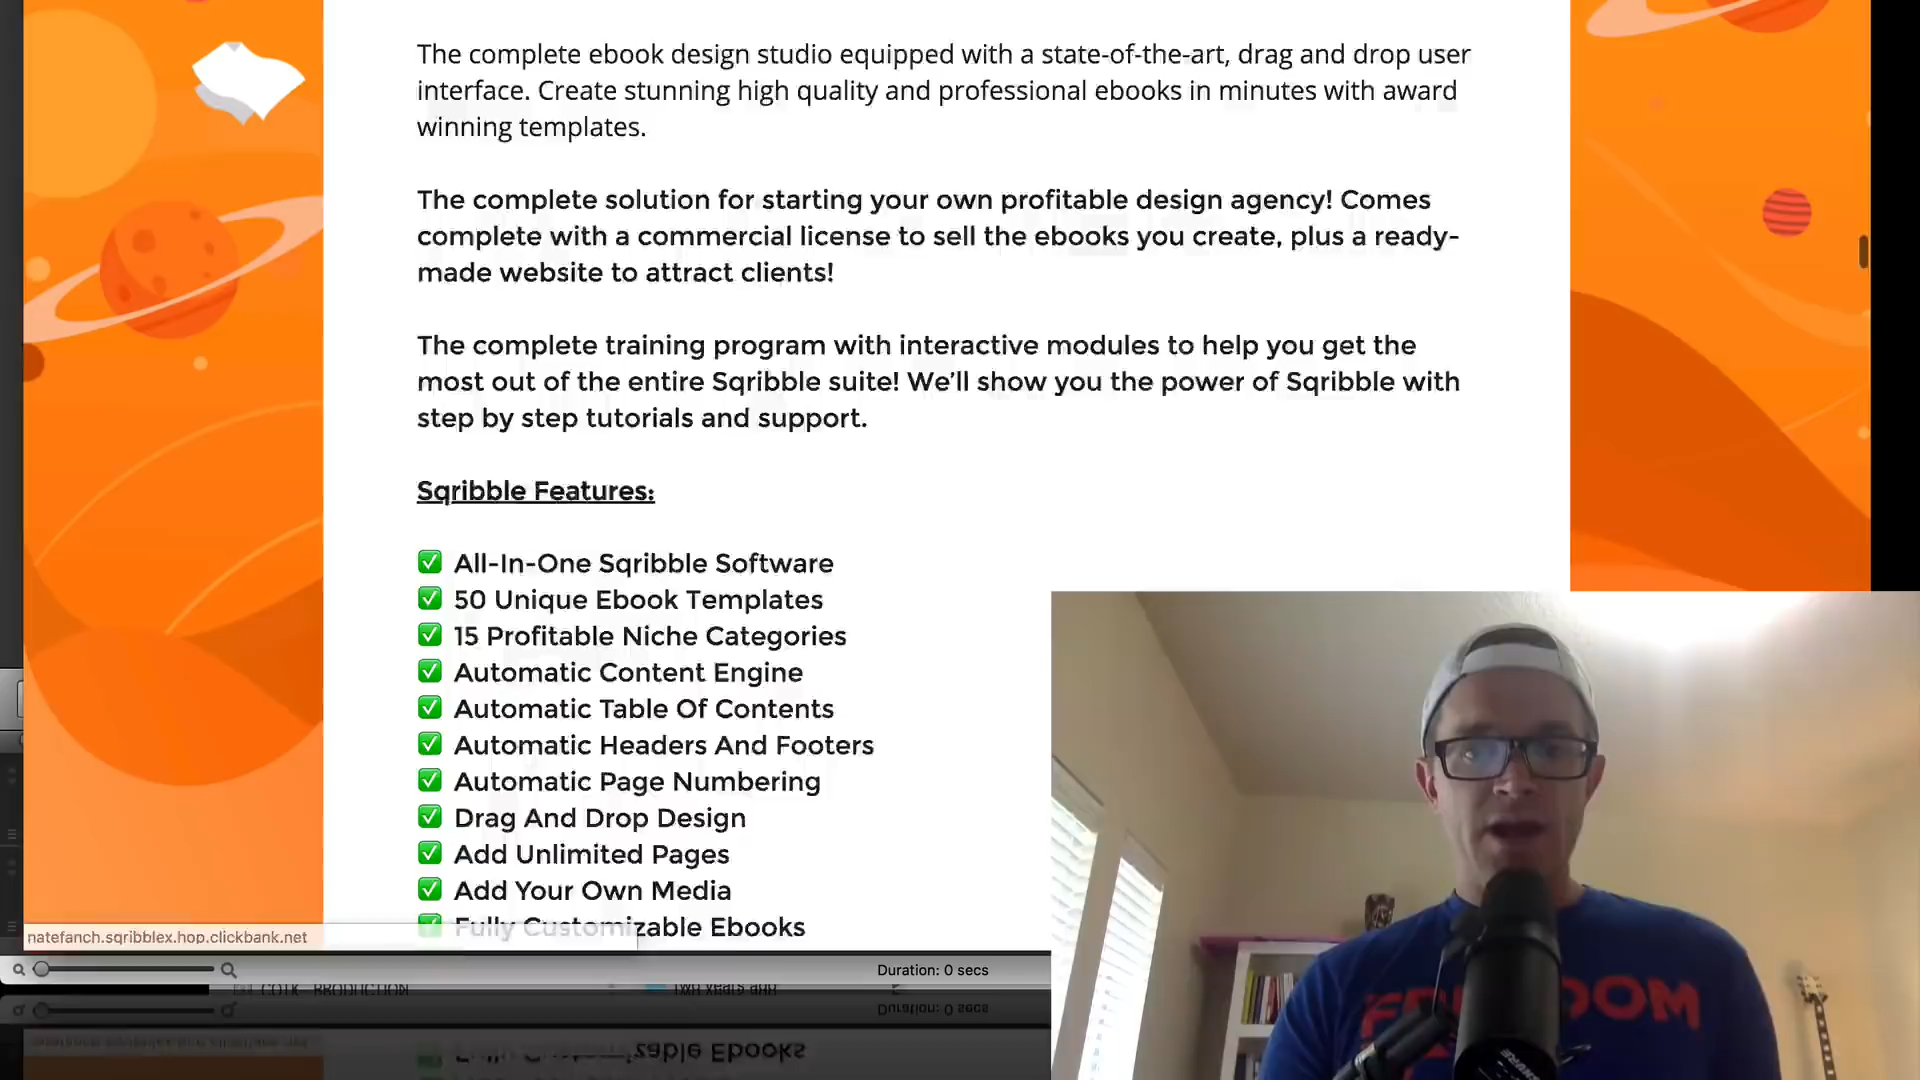 The complete ebook design studio equipped with a state-of-the-art, drag and drop user
interface. Create stunning high quality and professional ebooks in minutes with award
winning templates.
The complete solution for starting your own profitable design agency! Comes
complete with a commercial license to sell the ebooks you create, plus a ready-
made website to attract clients!
The complete training program with interactive modules to help you get the
most out of the entire Sqribble suite! We'll show you the power of Sqribble with
step by step tutorials and support.
Sqribble Features:
All-In-One Sqribble Software
50 Unique Ebook Templates
15 Profitable Niche Categories
Automatic Content Engine
Automatic Table Of Contents
Automatic Headers And Footers
Automatic Page Numbering
Drag And Drop Design
Add Unlimited Pages
Add Your Own Media
Fully Customizable Ebooks
natefanch.sqribblex.hop.clickbank.net
Duration: 0 secs
SHURE